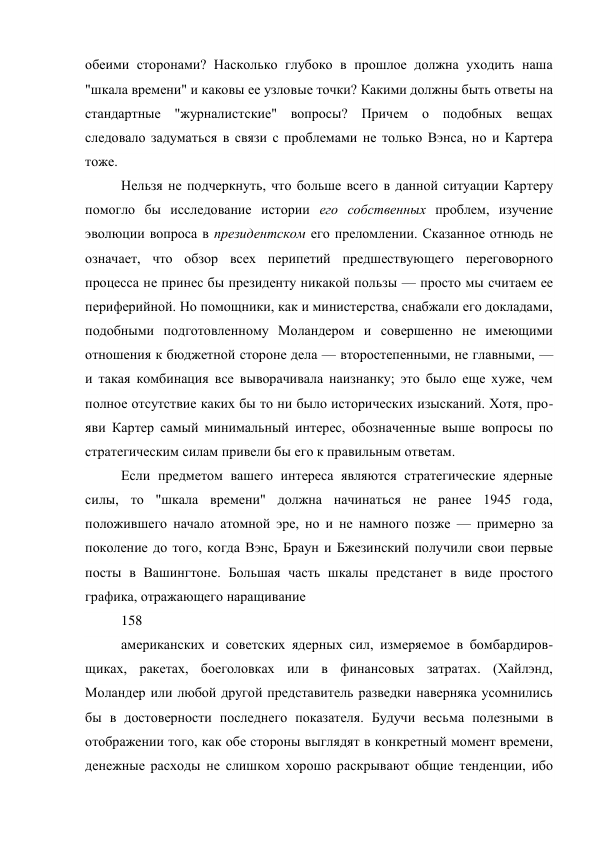 обеими сторонами? Насколько глубоко в прошлое должна уходить наша
"шкала времени" и каковы ее узловые точки? Какими должны быть ответы на
стандартные "журналистские" вопросы? Причем о подобных вещах
следовало задуматься в связи с проблемами не только Вэнса, но и Картера
тоже.
Нельзя не подчеркнуть, что больше всего в данной ситуации Картеру
помогло бы исследование истории его собственных проблем, изучение
эволюции вопроса в президентском его преломлении. Сказанное отнюдь не
означает, что обзор всех перипетий предшествующего переговорного
процесса не принес бы президенту никакой пользы — просто мы считаем ее
периферийной. Но помощники, как и министерства, снабжали его докладами,
подобными подготовленному Моландером и совершенно не имеющими
отношения к бюджетной стороне дела — второстепенными, не главными, —
и такая комбинация все выворачивала наизнанку; это было еще хуже, чем
полное отсутствие каких бы то ни было исторических изысканий. Хотя, про-
яви Картер самый минимальный интерес, обозначенные выше вопросы по
стратегическим силам привели бы его к правильным ответам.
Если предметом вашего интереса являются стратегические ядерные
силы, то "шкала времени" должна начинаться не ранее 1945 года,
положившего начало атомной эре, но и не намного позже — примерно за
поколение до того, когда Вэнс, Браун и Бжезинский получили свои первые
посты в Вашингтоне. Большая часть шкалы предстанет в виде простого
графика, отражающего наращивание
158
американских и советских ядерных сил, измеряемое в бомбардиров-
щиках, ракетах, боеголовках или в финансовых затратах. (Хайлэнд,
Моландер или любой другой представитель разведки наверняка усомнились
бы в достоверности последнего показателя. Будучи весьма полезными в
отображении того, как обе стороны выглядят в конкретный момент времени,
денежные расходы не слишком хорошо раскрывают общие тенденции, ибо